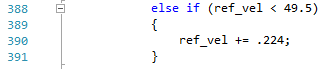 388 else if (ref_vel < 49.5)
389 {
390 ref_vel += .224;
391 }